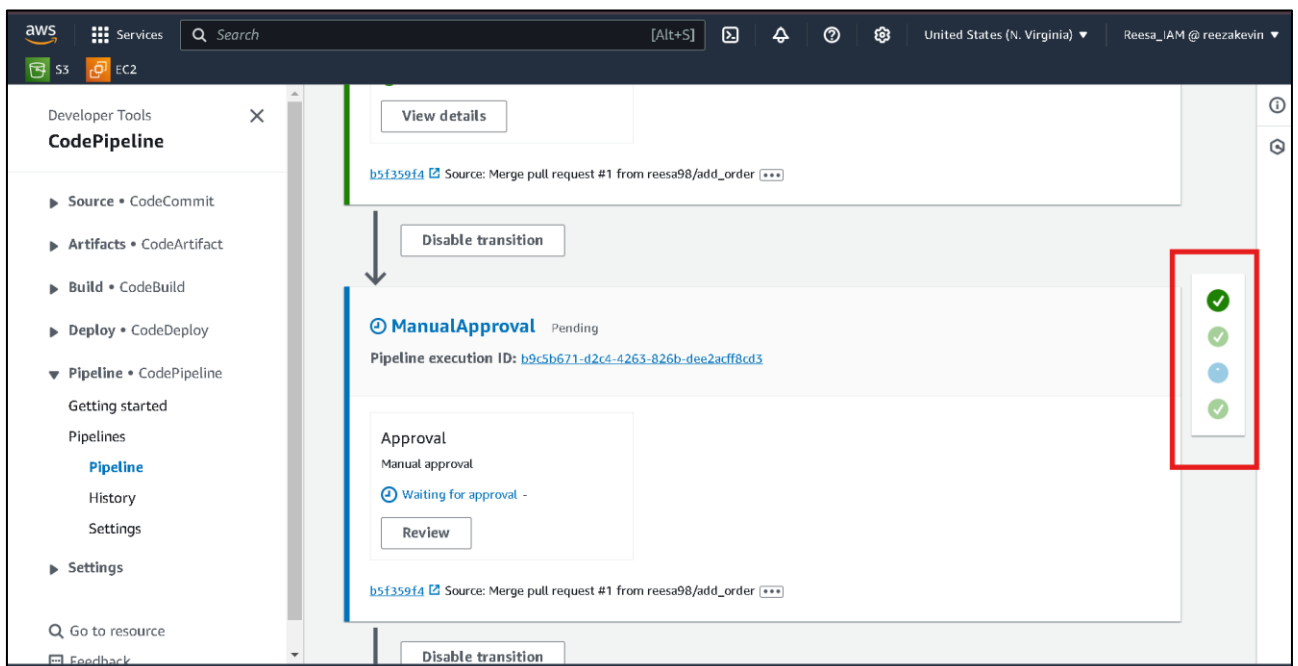 aws Services Search [Alt+S] United States (N. Virginia) ▼ Reesa_IAM @ reezakevin ▼
S3 EC2
Developer Tools
CodePipeline
Source • CodeCommit
Artifacts • CodeArtifact
Build • CodeBuild
Deploy • CodeDeploy
Pipeline • CodePipeline
Getting started
Pipelines
Pipeline
History
Settings
Settings
Go to resource
Feedback
View details
b5f359f4 Source: Merge pull request #1 from reesa98/add_order
Disable transition
ManualApproval Pending
Pipeline execution ID: b9c5b671-d2c4-4263-826b-dee2acff8cd3
Approval
Manual approval
Waiting for approval -
Review
b5f359f4 Source: Merge pull request #1 from reesa98/add_order
Disable transition